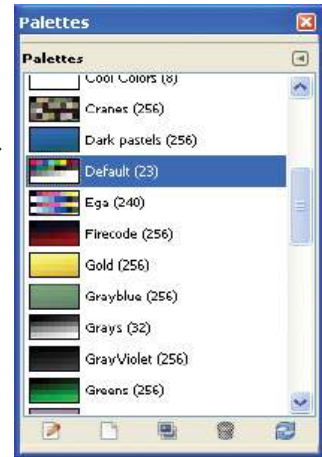 Palettes
Palettes
Cool Colors (8)
Cranes (256)
Dark pastels (256)
Default (23)
Ega (240)
Firecode (256)
Gold (256)
Grayblue (256)
Grays (32)
GrayViolet (256)
Greens (256)